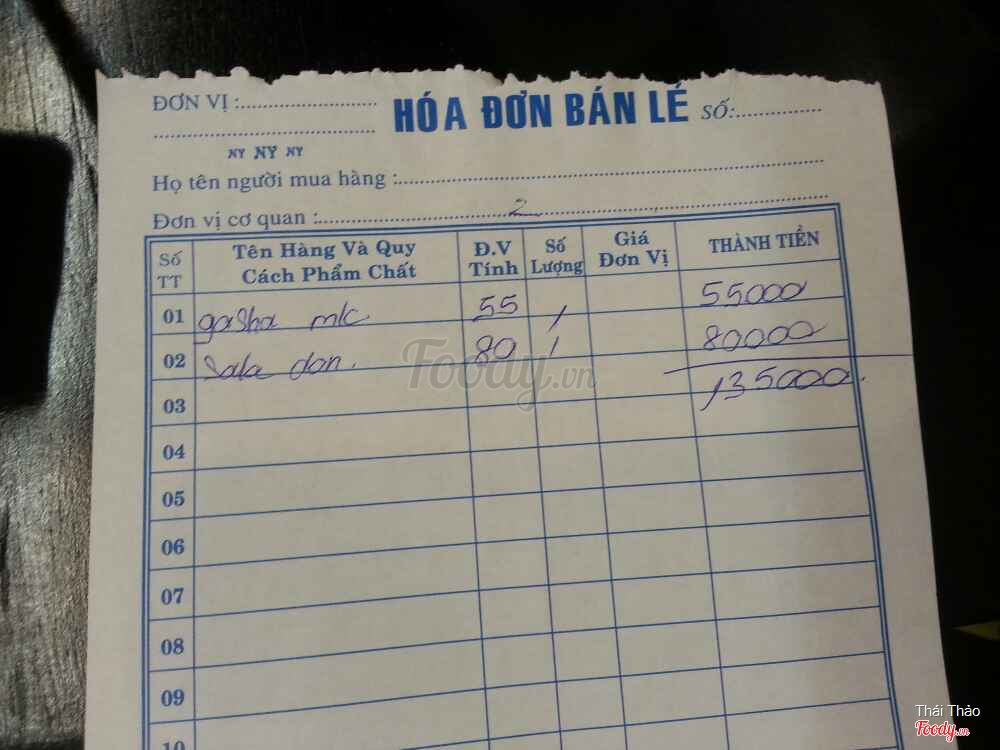 ĐƠN VỊ :
HÓA ĐƠN BÁN LẺ SỐ:
NY NY NY
Họ tên người mua hàng :
Đơn vị cơ quan : 2
Số TT Tên Hàng Và Quy Cách Phẩm Chất Đ.V Tính Số Lượng Giá Đơn Vị THÀNH TIỀN
01 gasha mlc 55 1 55000
02 sala don. 80 1 80000
03 135000.
04
05
06
07
08
09
10
Foody.vn
Thái Thảo
Foody.vn